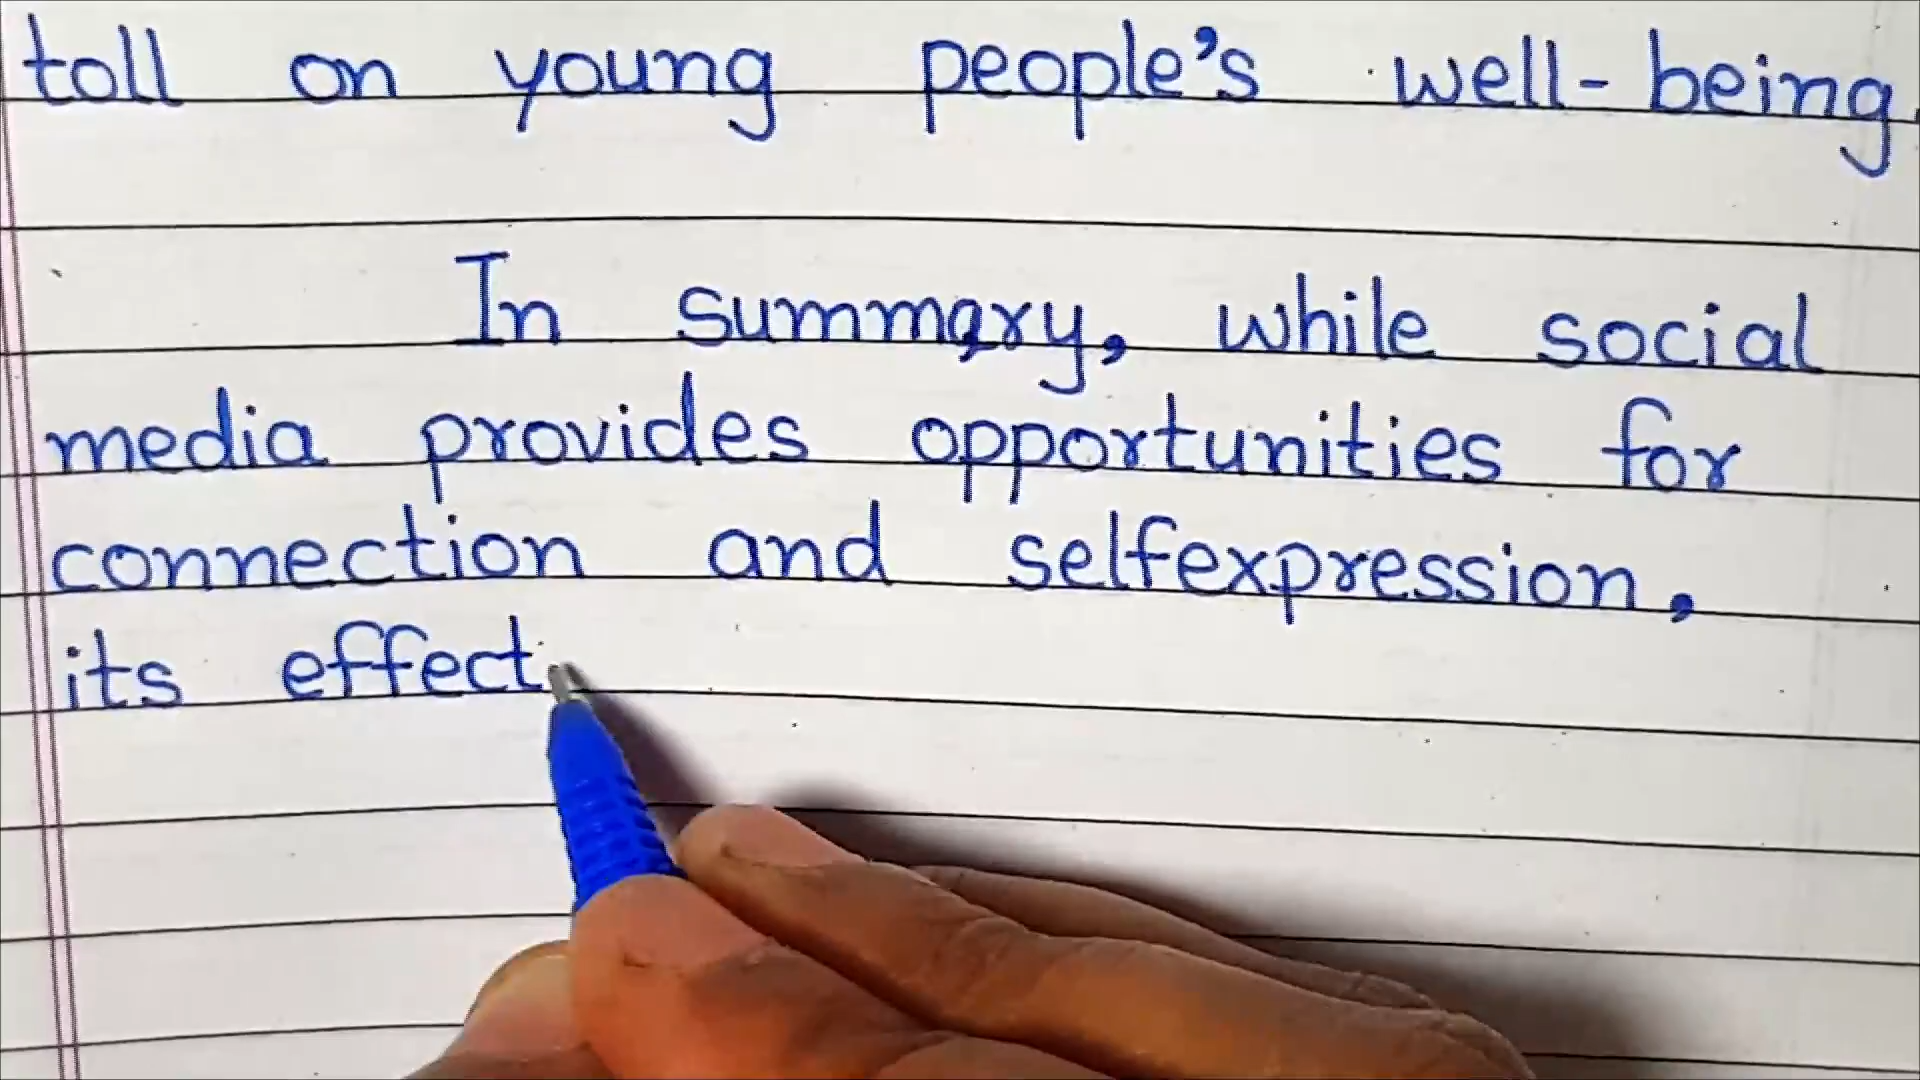 toll on young people's well-being.
In summary, while social
media provides opportunities for
connection and selfexpression,
its effect